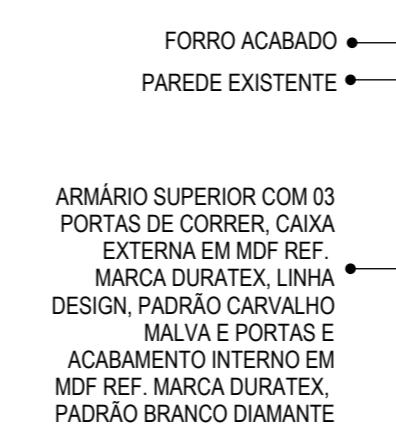 FORRO ACABADO
PAREDE EXISTENTE
ARMÁRIO SUPERIOR COM 03
PORTAS DE CORRER, CAIXA
EXTERNA EM MDF REF.
MARCA DURATEX, LINHA
DESIGN, PADRÃO CARVALHO
MALVA E PORTAS E
ACABAMENTO INTERNO EM
MDF REF. MARCA DURATEX,
PADRÃO BRANCO DIAMANTE